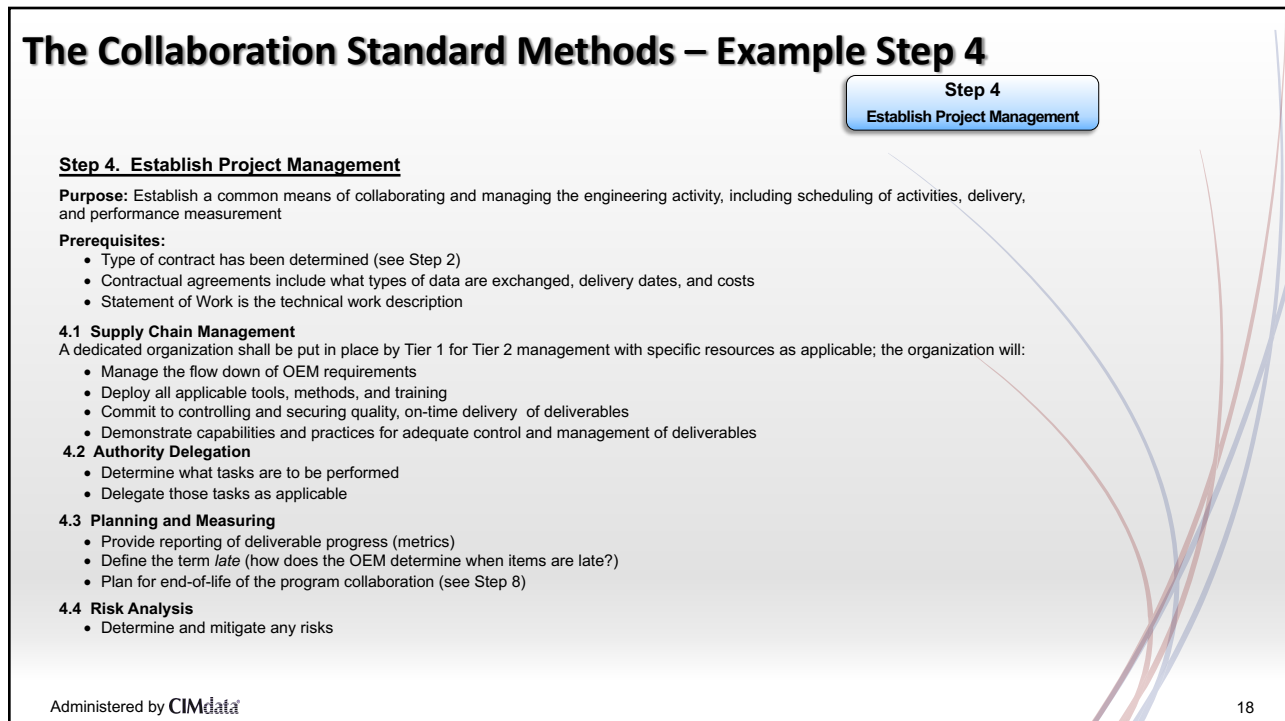 The Collaboration Standard Methods – Example Step 4
Step 4
Establish Project Management
Step 4. Establish Project Management
Purpose: Establish a common means of collaborating and managing the engineering activity, including scheduling of activities, delivery,
and performance measurement
Prerequisites:
• Type of contract has been determined (see Step 2)
• Contractual agreements include what types of data are exchanged, delivery dates, and costs
• Statement of Work is the technical work description
4.1 Supply Chain Management
A dedicated organization shall be put in place by Tier 1 for Tier 2 management with specific resources as applicable; the organization will:
• Manage the flow down of OEM requirements
• Deploy all applicable tools, methods, and training
• Commit to controlling and securing quality, on-time delivery of deliverables
• Demonstrate capabilities and practices for adequate control and management of deliverables
4.2 Authority Delegation
• Determine what tasks are to be performed
• Delegate those tasks as applicable
4.3 Planning and Measuring
• Provide reporting of deliverable progress (metrics)
• Define the term late (how does the OEM determine when items are late?)
• Plan for end-of-life of the program collaboration (see Step 8)
4.4 Risk Analysis
• Determine and mitigate any risks
Administered by CIMdata
18